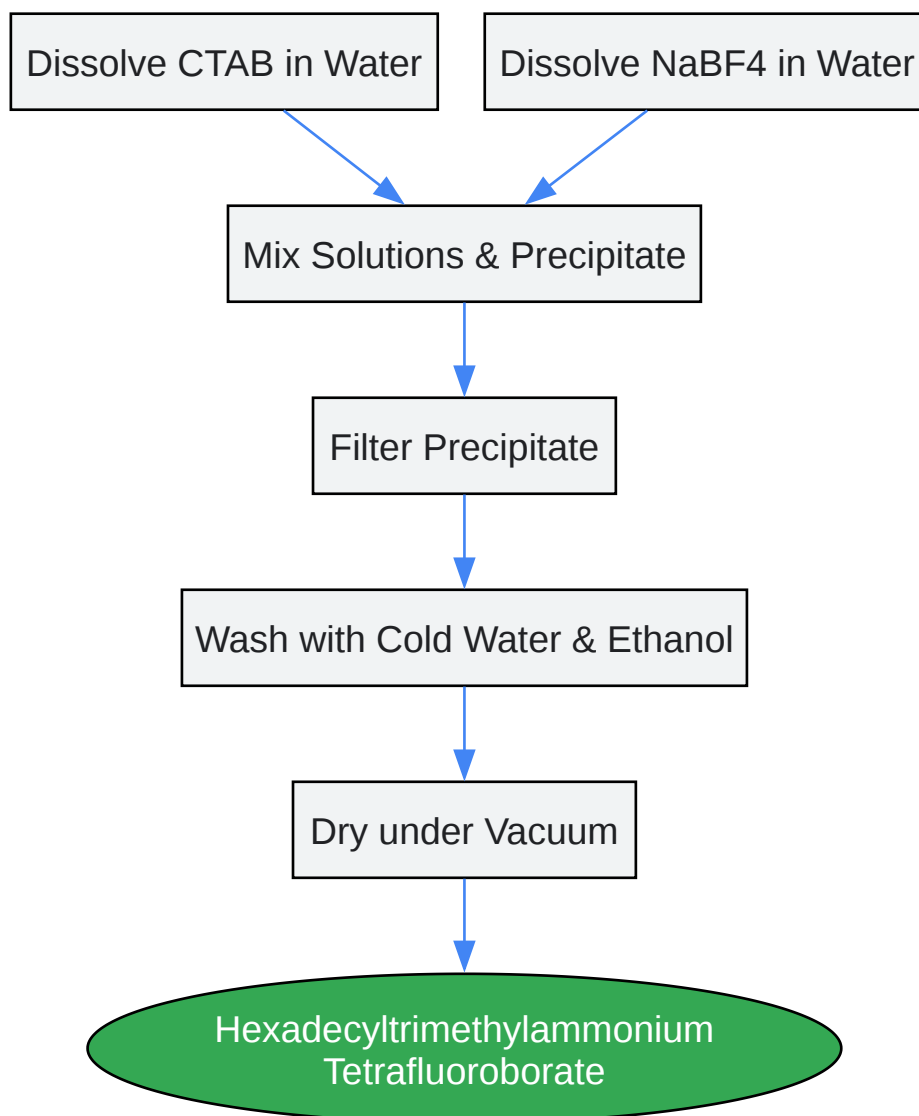 Dissolve CTAB in Water
Dissolve NaBF4 in Water
Mix Solutions & Precipitate
Filter Precipitate
Wash with Cold Water & Ethanol
Dry under Vacuum
Hexadecyltrimethylammonium
Tetrafluoroborate